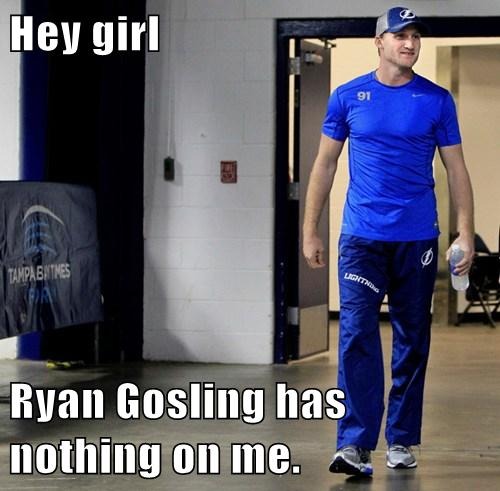 Hey girl
91
TAMPA BAY TIMES
LIGHTNING
Ryan Gosling has
nothing on me.